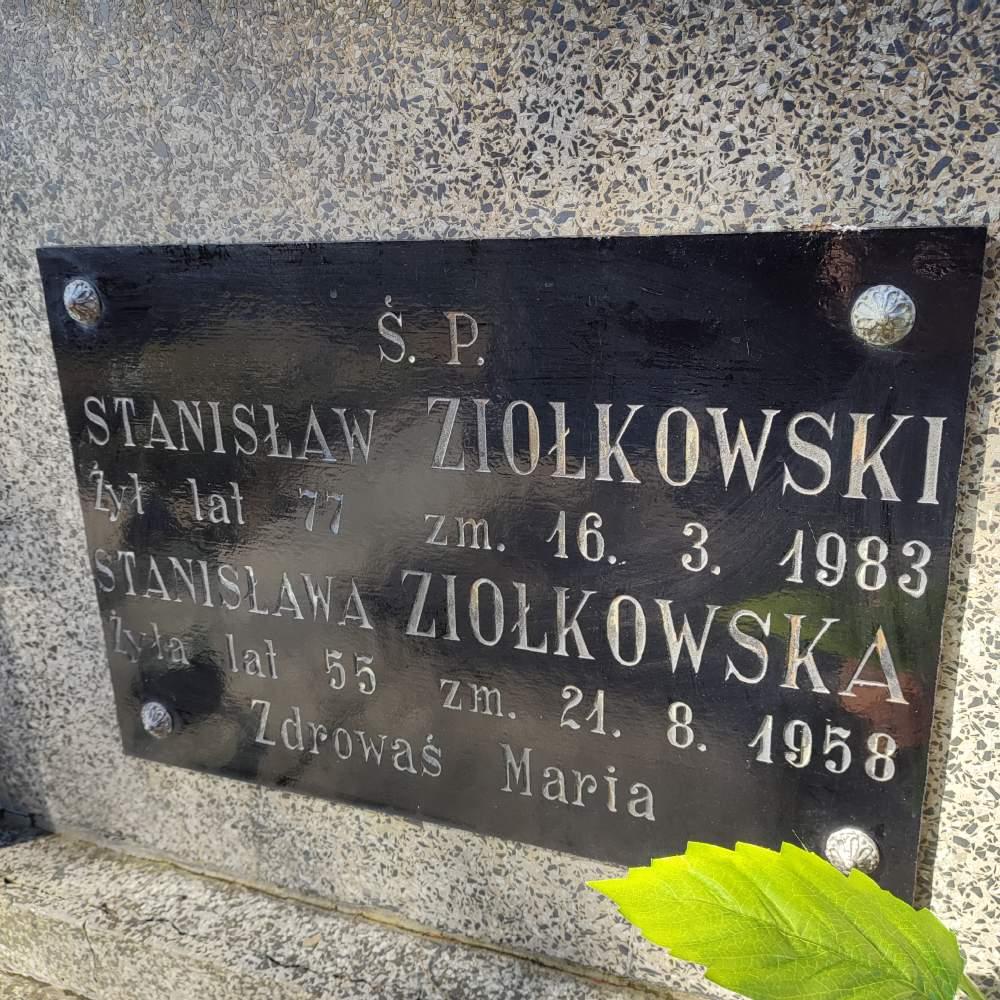 Ś. P.
STANISŁAW ZIOŁKOWSKI
Żył lat 77 zm. 16. 3. 1983
STANISŁAWA ZIOŁKOWSKA
Żyła lat 55 zm. 21. 8. 1958
Zdrowaś Maria